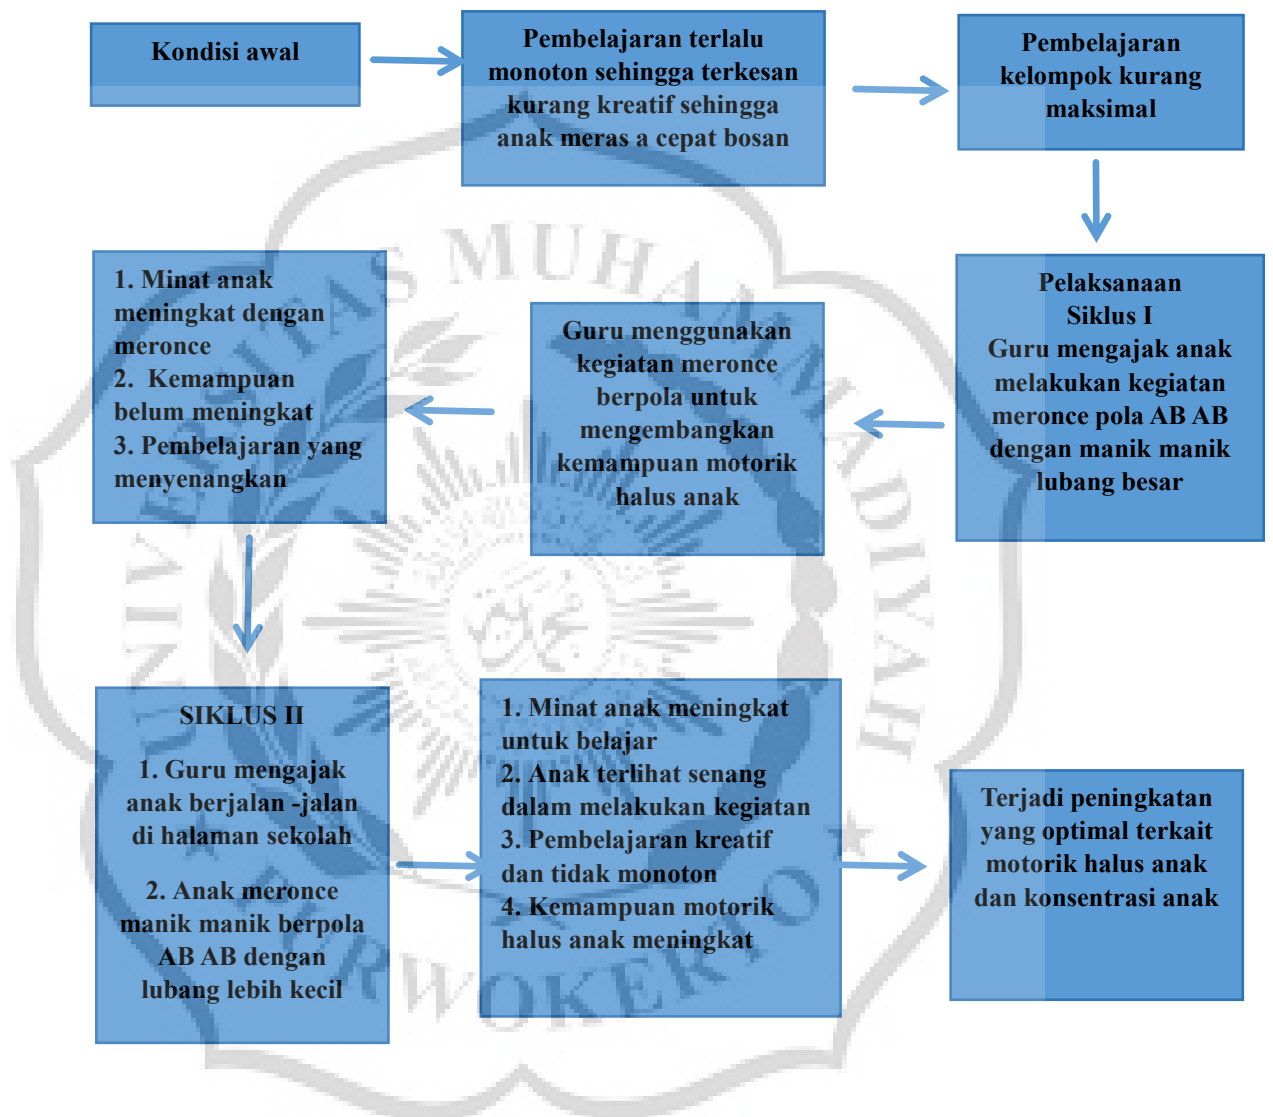 Kondisi awal
Pembelajaran terlalu
monoton sehingga terkesan
kurang kreatif sehingga
anak meras a cepat bosan
Pembelajaran
kelompok kurang
maksimal
Pelaksanaan
Siklus I
Guru mengajak anak
melakukan kegiatan
meronce pola AB AB
dengan manik manik
lubang besar
Guru menggunakan
kegiatan meronce
berpola untuk
mengembangkan
kemampuan motorik
halus anak
1. Minat anak
meningkat dengan
meronce
2. Kemampuan
belum meningkat
3. Pembelajaran yang
menyenangkan
SIKLUS II
1. Guru mengajak
anak berjalan -jalan
di halaman sekolah
2. Anak meronce
manik manik berpola
AB AB dengan
lubang lebih kecil
1. Minat anak meningkat
untuk belajar
2. Anak terlihat senang
dalam melakukan kegiatan
3. Pembelajaran kreatif
dan tidak monoton
4. Kemampuan motorik
halus anak meningkat
Terjadi peningkatan
yang optimal terkait
motorik halus anak
dan konsentrasi anak
UNIVERSITAS MUHAMMADIYAH
PURWOKERTO